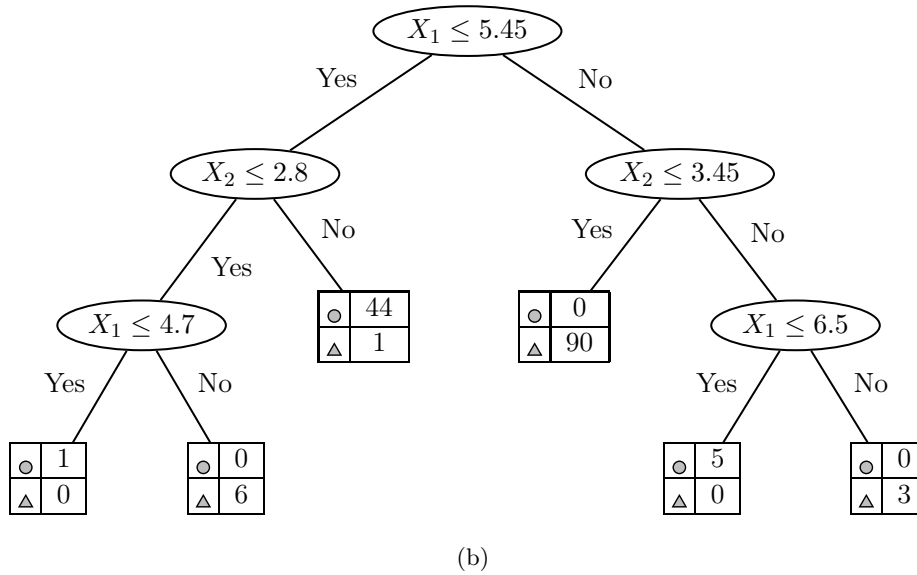 X₁ ≤ 5.45
Yes
No
X₂ ≤ 2.8
X₂ ≤ 3.45
Yes
No
Yes
No
44
1
0
90
X₁ ≤ 4.7
X₁ ≤ 6.5
Yes
No
Yes
No
1
0
0
6
5
0
0
3
(b)